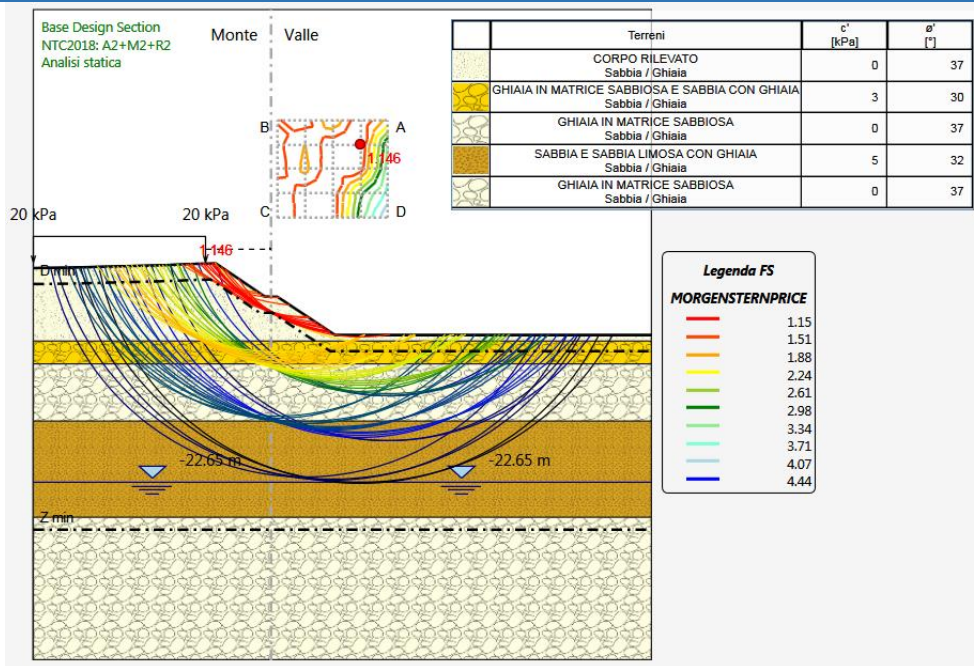 Base Design Section
NTC2018: A2+M2+R2
Analisi statica
Monte
Valle
Terreni
c'
[kPa]
ø'
[°]
CORPO RILEVATO
Sabbia / Ghiaia
0
37
GHIAIA IN MATRICE SABBIOSA E SABBIA CON GHIAIA
Sabbia / Ghiaia
3
30
GHIAIA IN MATRICE SABBIOSA
Sabbia / Ghiaia
0
37
SABBIA E SABBIA LIMOSA CON GHIAIA
Sabbia / Ghiaia
5
32
GHIAIA IN MATRICE SABBIOSA
Sabbia / Ghiaia
0
37
B
A
1.146
C
D
20 kPa
20 kPa
1.146
D min
-22.65 m
-22.65 m
Z min
Legenda FS
MORGENSTERNPRICE
1.15
1.51
1.88
2.24
2.61
2.98
3.34
3.71
4.07
4.44